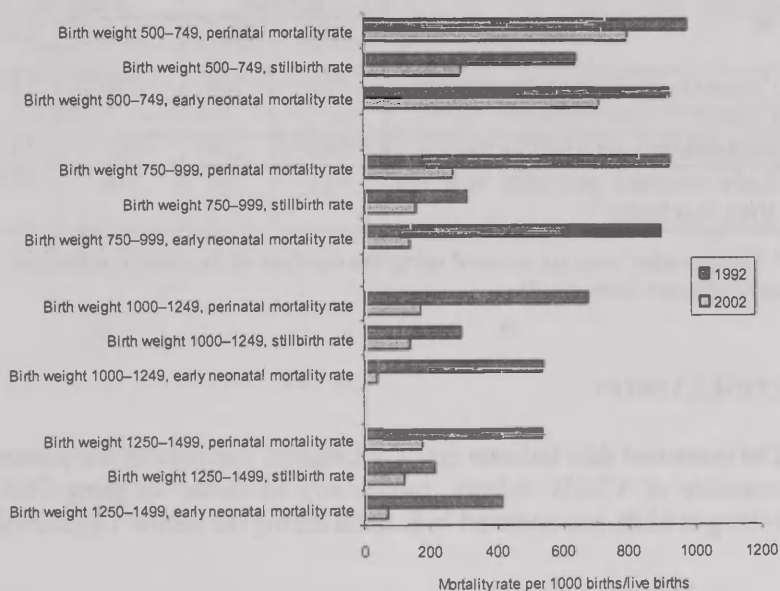 Birth weight 500–749, perinatal mortality rate
Birth weight 500–749, stillbirth rate
Birth weight 500–749, early neonatal mortality rate
Birth weight 750–999, perinatal mortality rate
Birth weight 750–999, stillbirth rate
Birth weight 750–999, early neonatal mortality rate
Birth weight 1000–1249, perinatal mortality rate
Birth weight 1000–1249, stillbirth rate
Birth weight 1000–1249, early neonatal mortality rate
Birth weight 1250–1499, perinatal mortality rate
Birth weight 1250–1499, stillbirth rate
Birth weight 1250–1499, early neonatal mortality rate
1992
2002
0 200 400 600 800 1000 1200
Mortality rate per 1000 births/live births